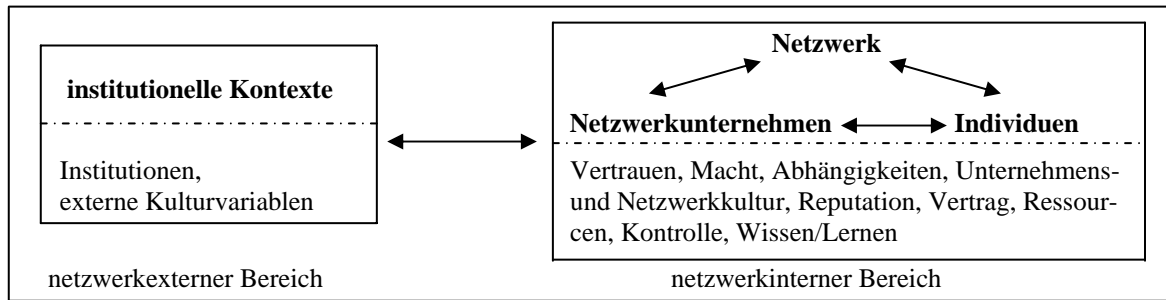 institutionelle Kontexte
Institutionen,
externe Kulturvariablen
netzwerkexterner Bereich
Netzwerk
Netzwerkunternehmen Individuen
Vertrauen, Macht, Abhängigkeiten, Unternehmens-
und Netzwerkkultur, Reputation, Vertrag, Ressour-
cen, Kontrolle, Wissen/Lernen
netzwerkinterner Bereich